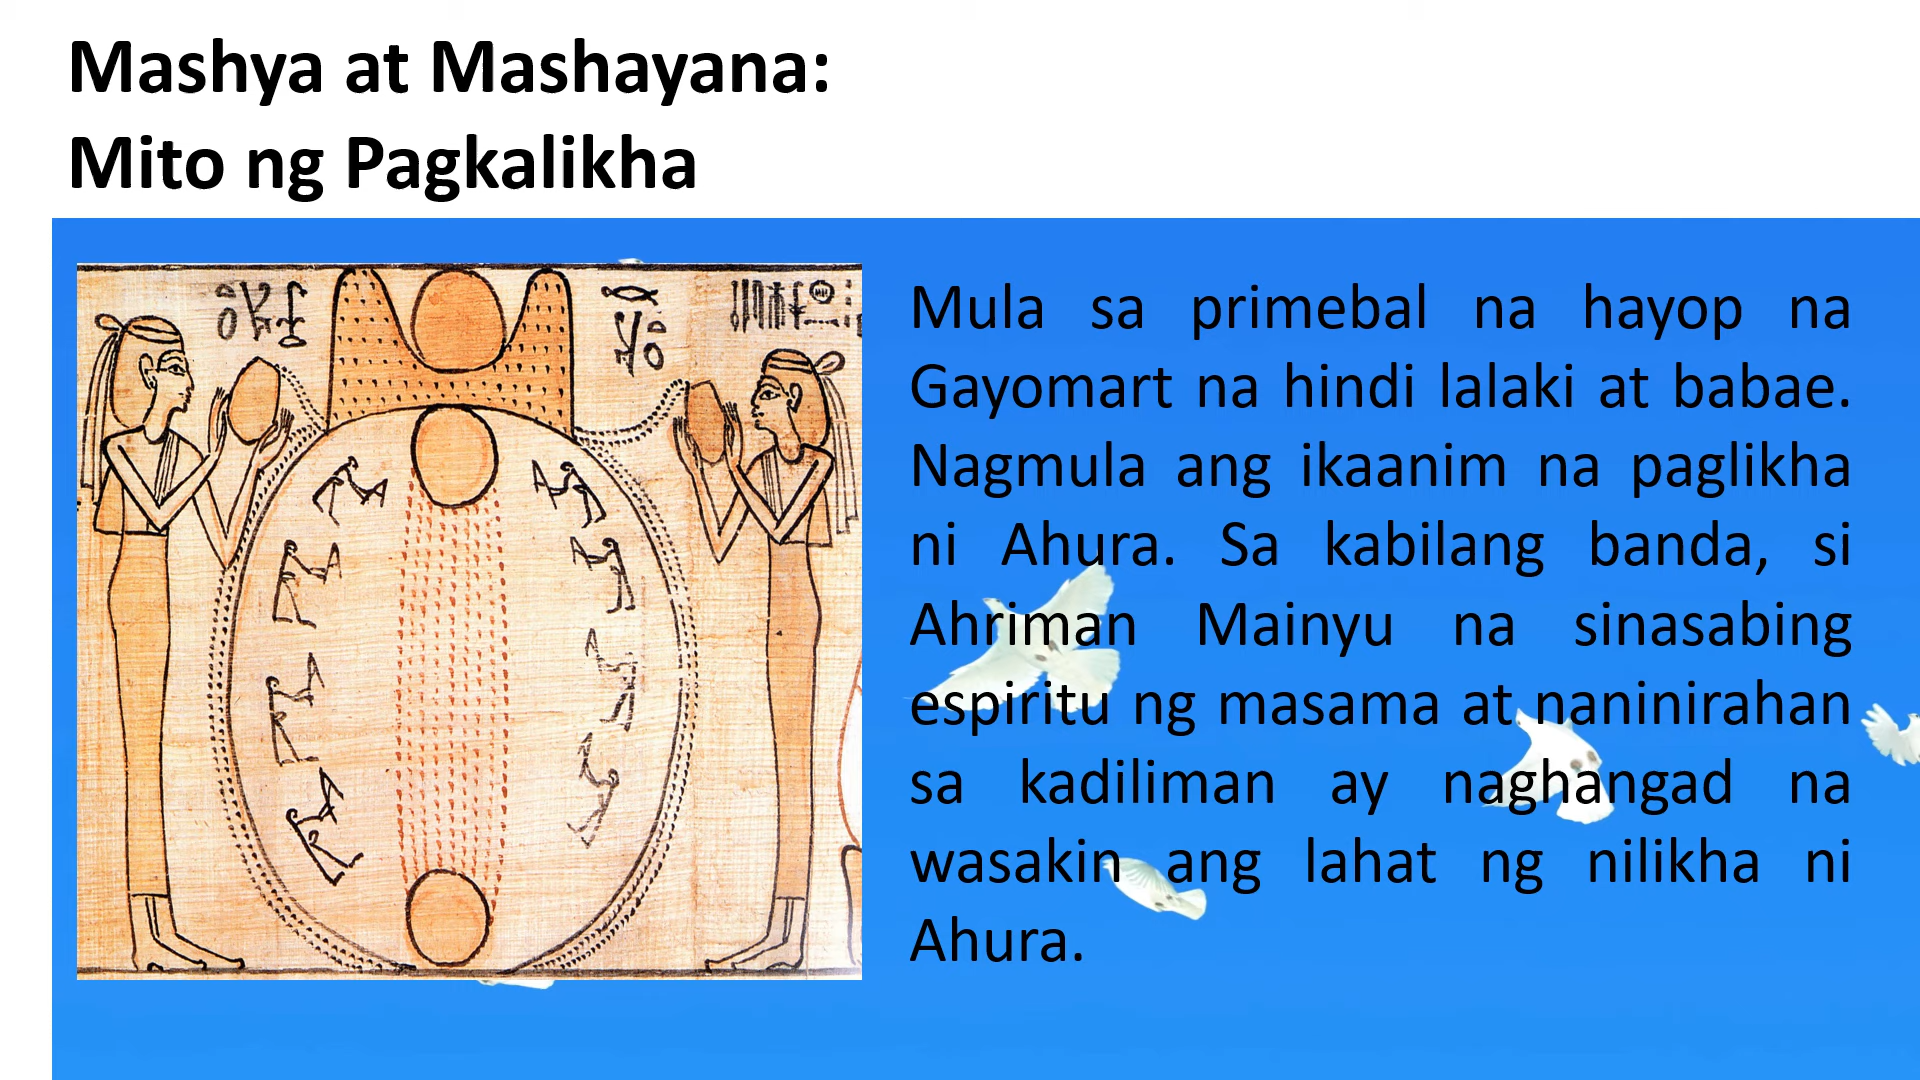 Mashya at Mashayana:
Mito ng Pagkalikha
Mula sa primebal na hayop na
Gayomart na hindi lalaki at babae.
Nagmula ang ikaanim na paglikha
ni Ahura. Sa kabilang banda, si
Ahriman Mainyu na sinasabing
espiritu ng masama at naninirahan
sa kadiliman ay naghangad na
wasakin ang lahat ng nilikha ni
Ahura.